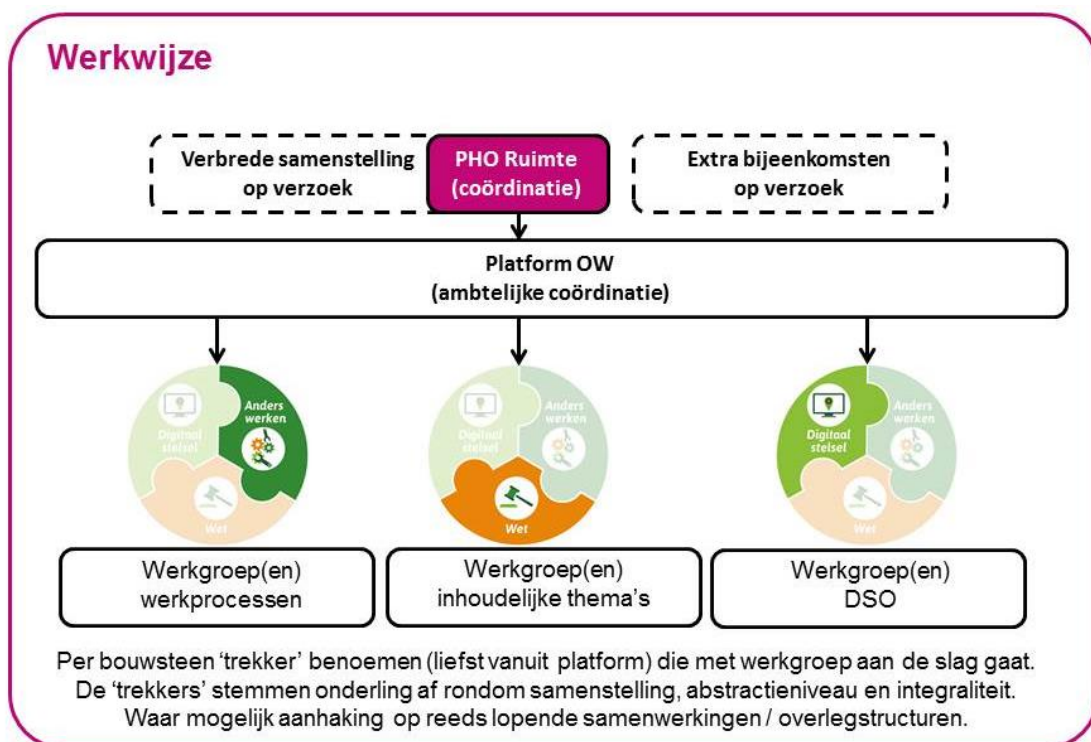 Werkwijze
Verbrede samenstelling
op verzoek
PHO Ruimte
(coördinatie)
Extra bijeenkomsten
op verzoek
Platform OW
(ambtelijke coördinatie)
Digitaal
stelsel
Anders
werken
Wet
Digitaal
stelsel
Anders
werken
Wet
Digitaal
stelsel
Anders
werken
Wet
Werkgroep(en)
werkprocessen
Werkgroep(en)
inhoudelijke thema's
Werkgroep(en)
DSO
Per bouwsteen ‘trekker’ benoemen (liefst vanuit platform) die met werkgroep aan de slag gaat.
De ‘trekkers’ stemmen onderling af rondom samenstelling, abstractieniveau en integraliteit.
Waar mogelijk aanhaking op reeds lopende samenwerkingen / overlegstructuren.